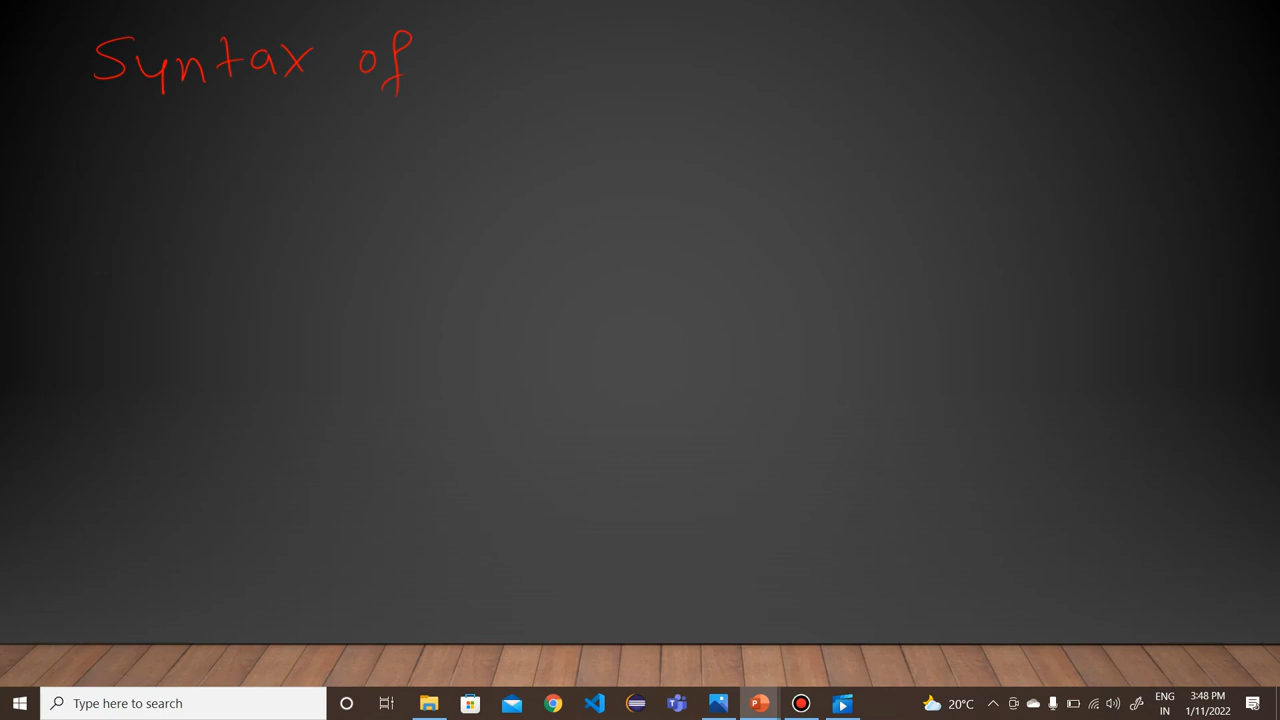 Syntax of
Type here to search
20°C
ENG
IN
3:48 PM
1/11/2022